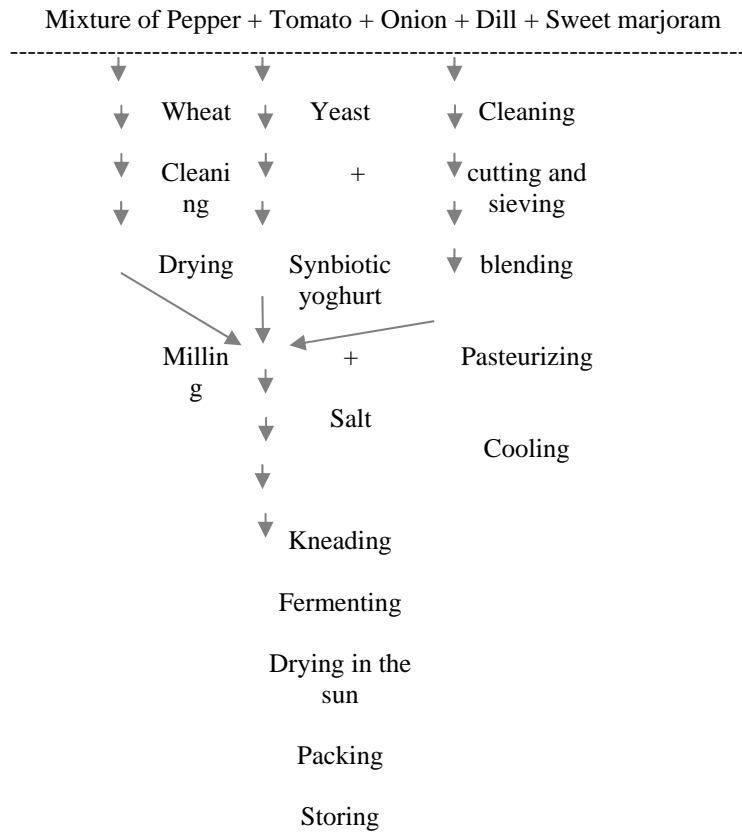 Mixture of Pepper + Tomato + Onion + Dill + Sweet marjoram
Wheat
Yeast
Cleaning
Cleani
ng
+
cutting and
sieving
Drying
Synbiotic
yoghurt
blending
Millin
g
+
Pasteurizing
Salt
Cooling
Kneading
Fermenting
Drying in the
sun
Packing
Storing